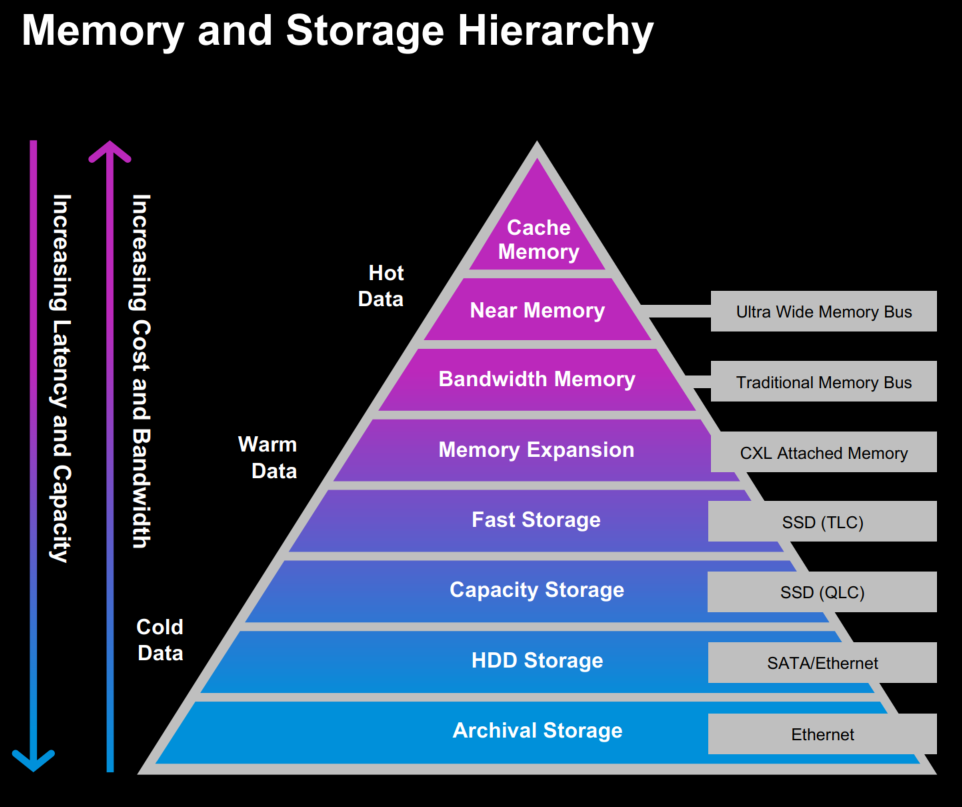 Memory and Storage Hierarchy
Increasing Latency and Capacity
Increasing Cost and Bandwidth
Hot
Data
Warm
Data
Cold
Data
Cache
Memory
Near Memory
Ultra Wide Memory Bus
Bandwidth Memory
Traditional Memory Bus
Memory Expansion
CXL Attached Memory
Fast Storage
SSD (TLC)
Capacity Storage
SSD (QLC)
HDD Storage
SATA/Ethernet
Archival Storage
Ethernet